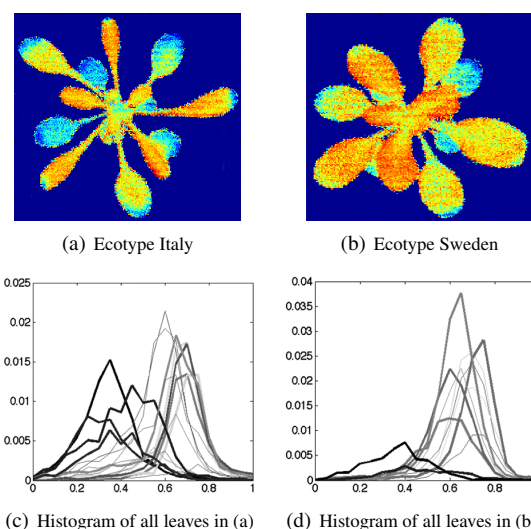 (a) Ecotype Italy
(b) Ecotype Sweden
0.025
0.02
0.015
0.01
0.005
0
0 0.2 0.4 0.6 0.8 1
0.04
0.035
0.03
0.025
0.02
0.015
0.01
0.005
0
0 0.2 0.4 0.6 0.8
(c) Histogram of all leaves in (a)
(d) Histogram of all leaves in (b